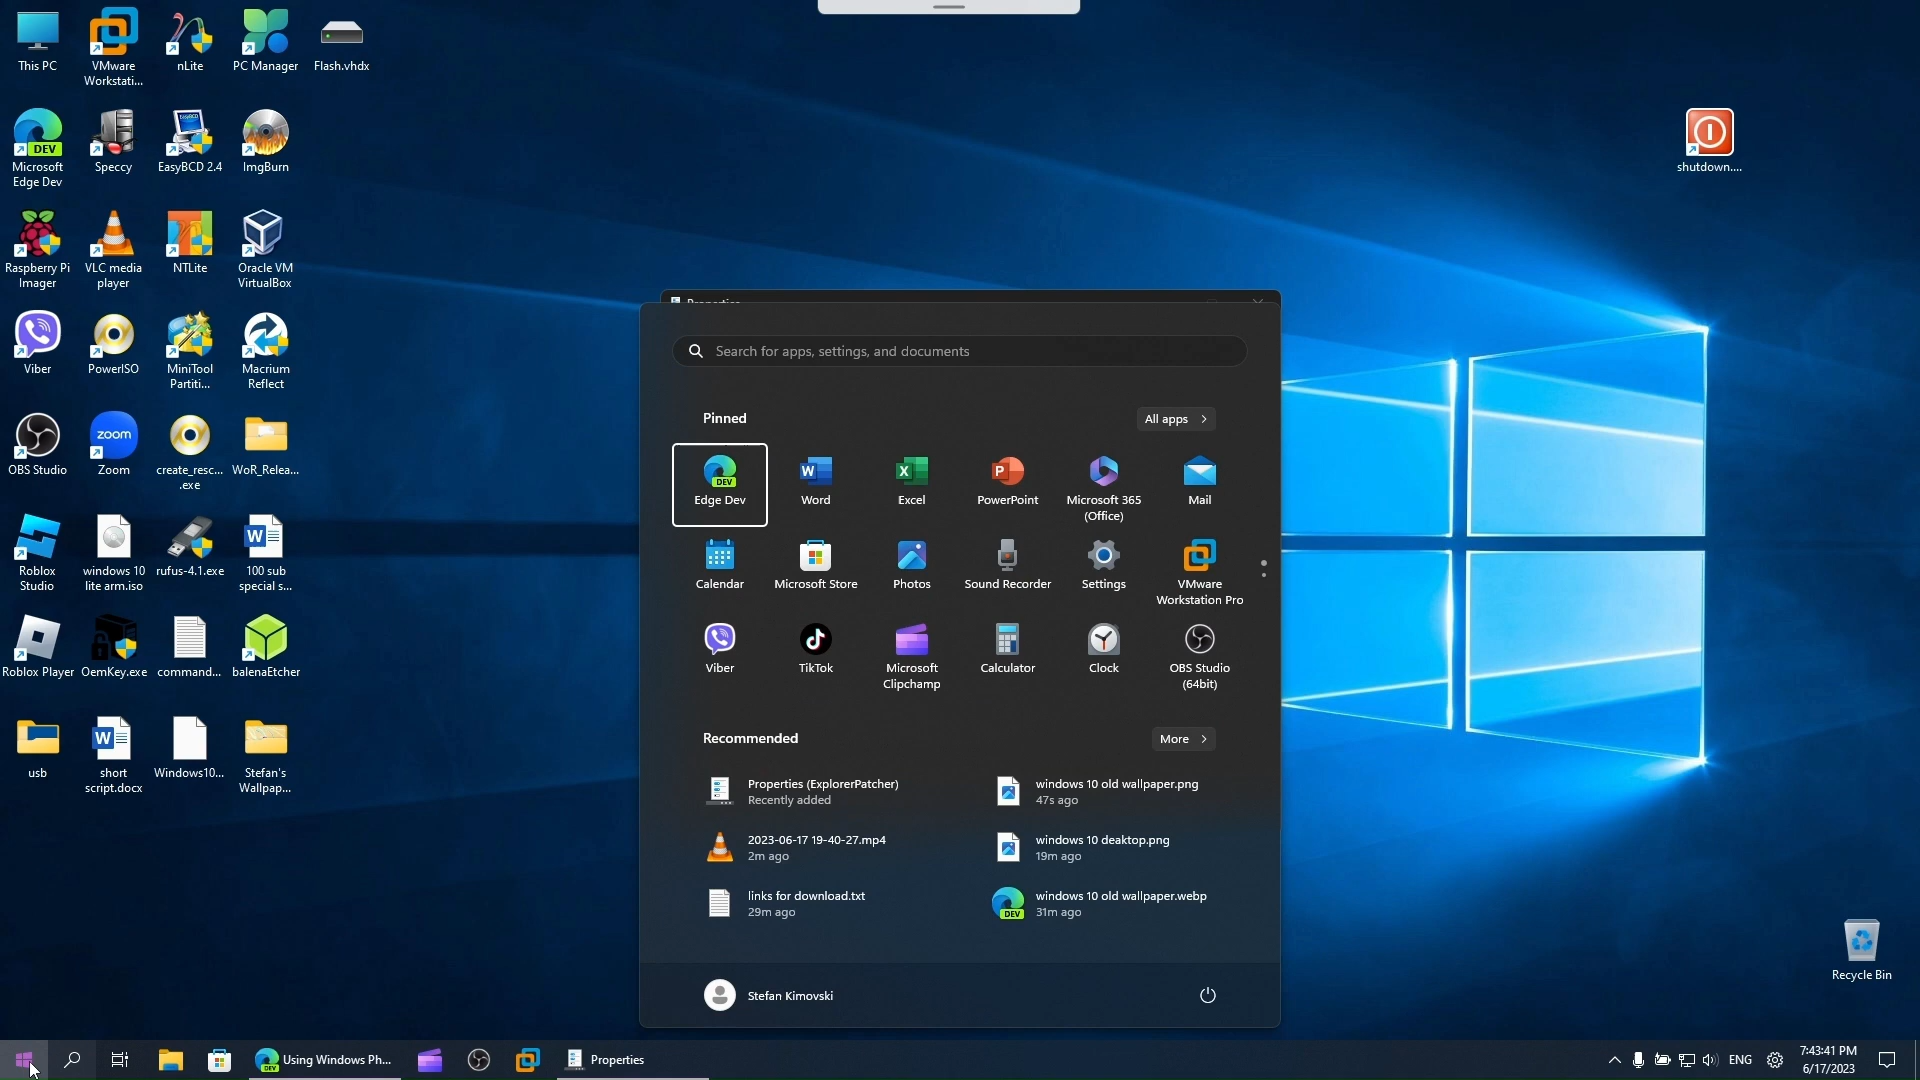 This PC
VMware
Workstati...
nLite
PC Manager
Flash.vhdx
DEV
Microsoft
Edge Dev
Speccy
EasyBCD 2.4
ImgBurn
shutdown....
Raspberry Pi
Imager
VLC media
player
NTLite
Oracle VM
VirtualBox
Viber
PowerISO
MiniTool
Partiti...
Macrium
Reflect
OBS Studio
zoom
Zoom
create_resc...
.exe
WoR_Relea...
Roblox
Studio
windows 10
lite arm.iso
rufus-4.1.exe
100 sub
special s...
Roblox Player
OemKey.exe
command...
balenaEtcher
usb
short
script.docx
Windows10...
Stefan's
Wallpap...
Recycle Bin
Properties
Search for apps, settings, and documents
Pinned
All apps
DEV
Edge Dev
Word
Excel
PowerPoint
Microsoft 365
(Office)
Mail
Calendar
Microsoft Store
Photos
Sound Recorder
Settings
VMware
Workstation Pro
Viber
TikTok
Microsoft
Clipchamp
Calculator
Clock
OBS Studio
(64bit)
Recommended
More
Properties (ExplorerPatcher)
Recently added
windows 10 old wallpaper.png
47s ago
2023-06-17 19-40-27.mp4
2m ago
windows 10 deaktop.png
19m ago
links for download.txt
29m ago
DEV
windows 10 old wallpaper.webp
31m ago
Stefan Kimovski
DEV
Using Windows Ph...
Properties
ENG
7:43:41 PM
6/17/2023